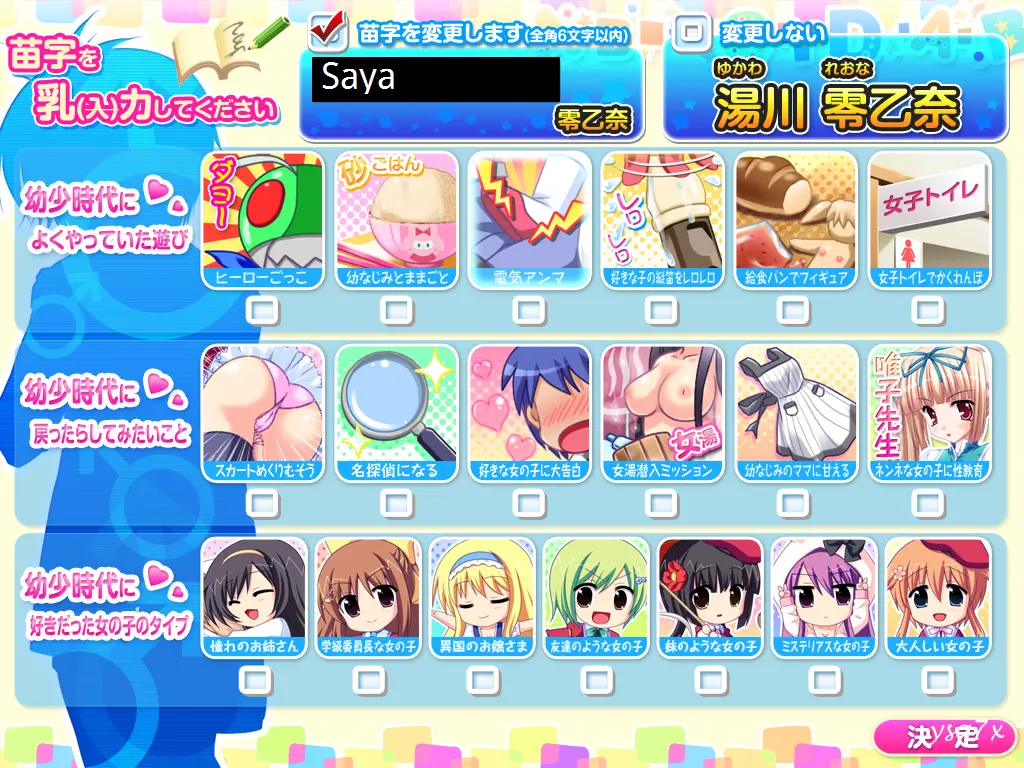 苗字を
乳(入)力してください
苗字を変更します(全角6文字以内)
Saya
零乙奈
変更しない
ゆかわ れおな
湯川 零乙奈
幼少時代に
よくやっていた遊び
ダコー
ヒーローごっこ
砂ごはん
幼なじみとままごと
電気アンマ
レロレロ
好きな子の縦笛をレロレロ
給食パンでフィギュア
女子トイレ
女子トイレでかくれんぼ
幼少時代に
戻ったらしてみたいこと
スカートめくりむそう
名探偵になる
好きな女の子に大告白
女湯
女湯潜入ミッション
幼なじみのママに甘える
唯子先生
ネンネな女の子に性教育
幼少時代に
好きだった女の子のタイプ
憧れのお姉さん
学級委員長な女の子
異国のお嬢さま
友達のような女の子
妹のような女の子
ミステリアスな女の子
大人しい女の子
決定